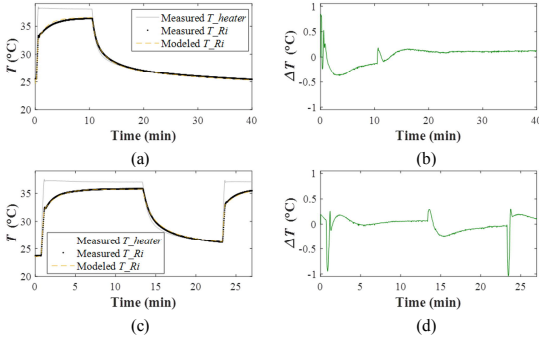 T (°C)
35
30
25
20
Measured T_heater
Measured T_Ri
Modeled T_Ri
0 10 20 30 40
Time (min)
(a)
ΔT (°C)
1
0.5
0
-0.5
-1
0 10 20 30 40
Time (min)
(b)
T (°C)
35
30
25
20
Measured T_heater
Measured T_Ri
Modeled T_Ri
0 5 10 15 20 25
Time (min)
(c)
ΔT (°C)
1
0.5
0
-0.5
-1
0 5 10 15 20 25
Time (min)
(d)